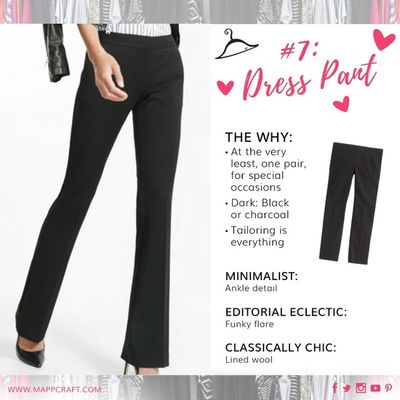 #7:
Dress Pant
THE WHY:
• At the very
least, one pair,
for special
occasions
• Dark: Black
or charcoal
• Tailoring is
everything
MINIMALIST:
Ankle detail
EDITORIAL ECLECTIC:
Funky flare
CLASSICALLY CHIC:
Lined wool
WWW.MAPPCRAFT.COM